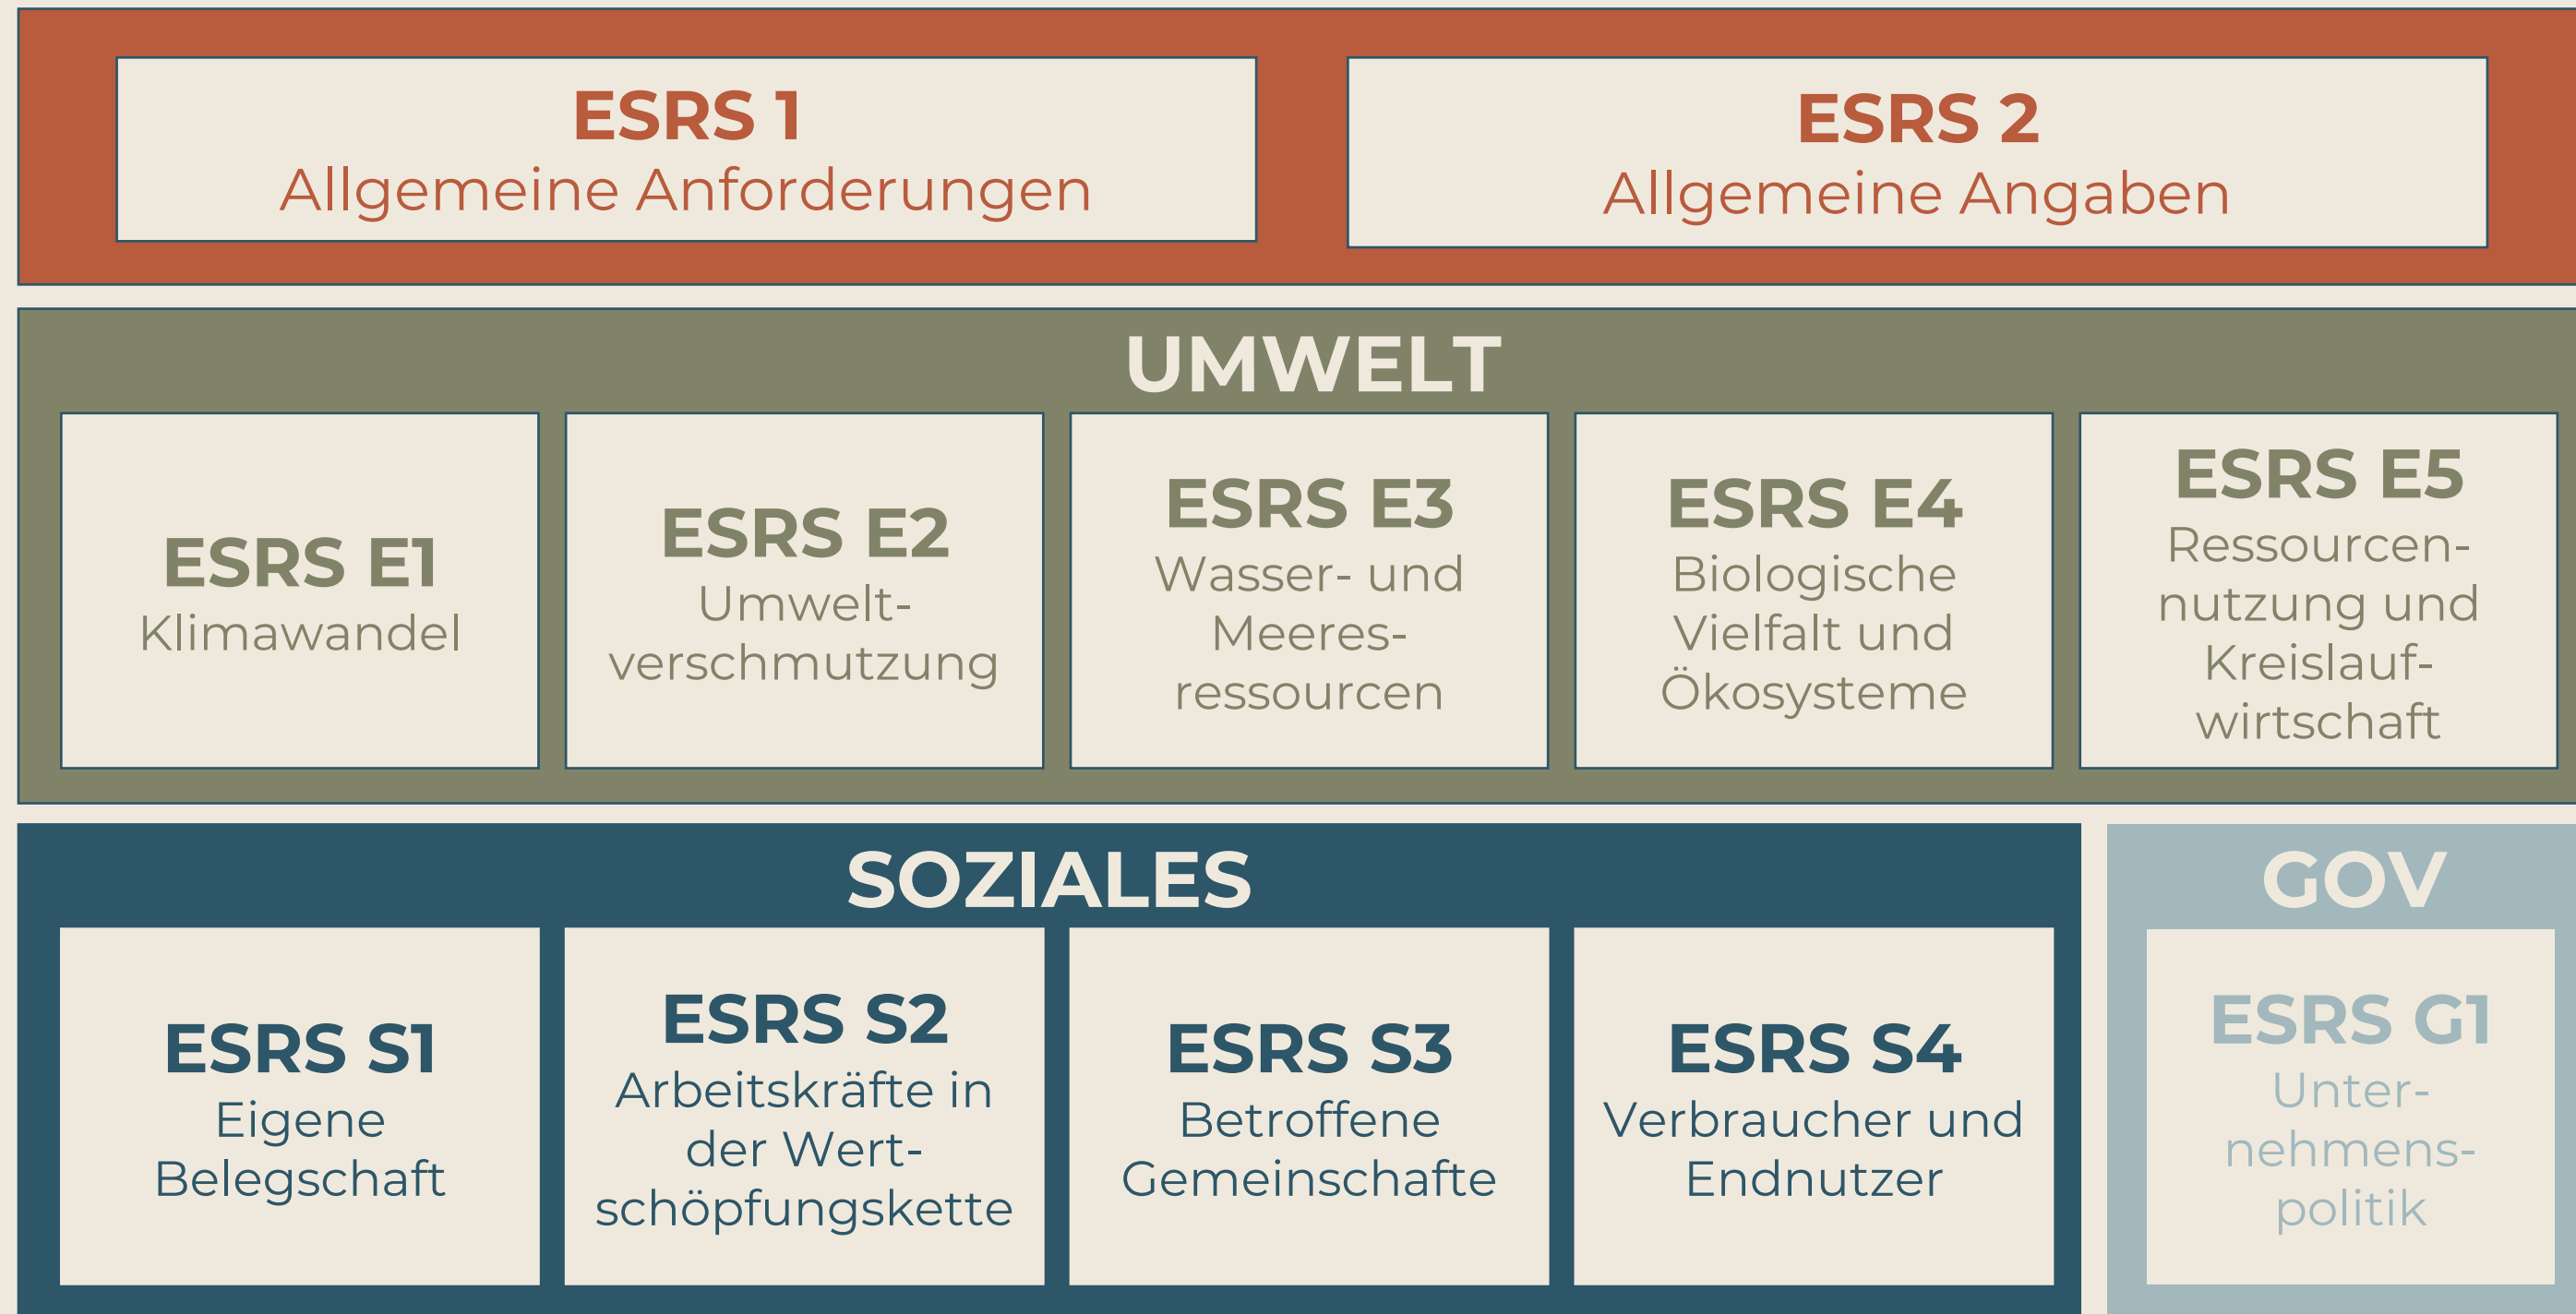 ESRS 1
Allgemeine Anforderungen
ESRS 2
Allgemeine Angaben
UMWELT
ESRS E1
Klimawandel
ESRS E2
Umwelt-
verschmutzung
ESRS E3
Wasser- und
Meeres-
ressourcen
ESRS E4
Biologische
Vielfalt und
Ökosysteme
ESRS E5
Ressourcen-
nutzung und
Kreislauf-
wirtschaft
SOZIALES
ESRS S1
Eigene
Belegschaft
ESRS S2
Arbeitskräfte in
der Wert-
schöpfungskette
ESRS S3
Betroffene
Gemeinschafte
ESRS S4
Verbraucher und
Endnutzer
GOV
ESRS G1
Unter-
nehmens-
politik